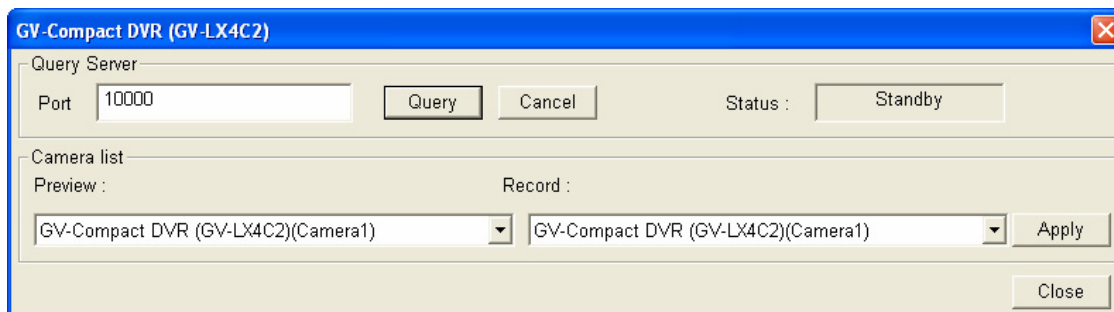 GV-Compact DVR (GV-LX4C2)
Query Server
Port 10000 Query Cancel Status : Standby
Camera list
Preview : Record :
GV-Compact DVR (GV-LX4C2)(Camera1) GV-Compact DVR (GV-LX4C2)(Camera1) Apply
Close